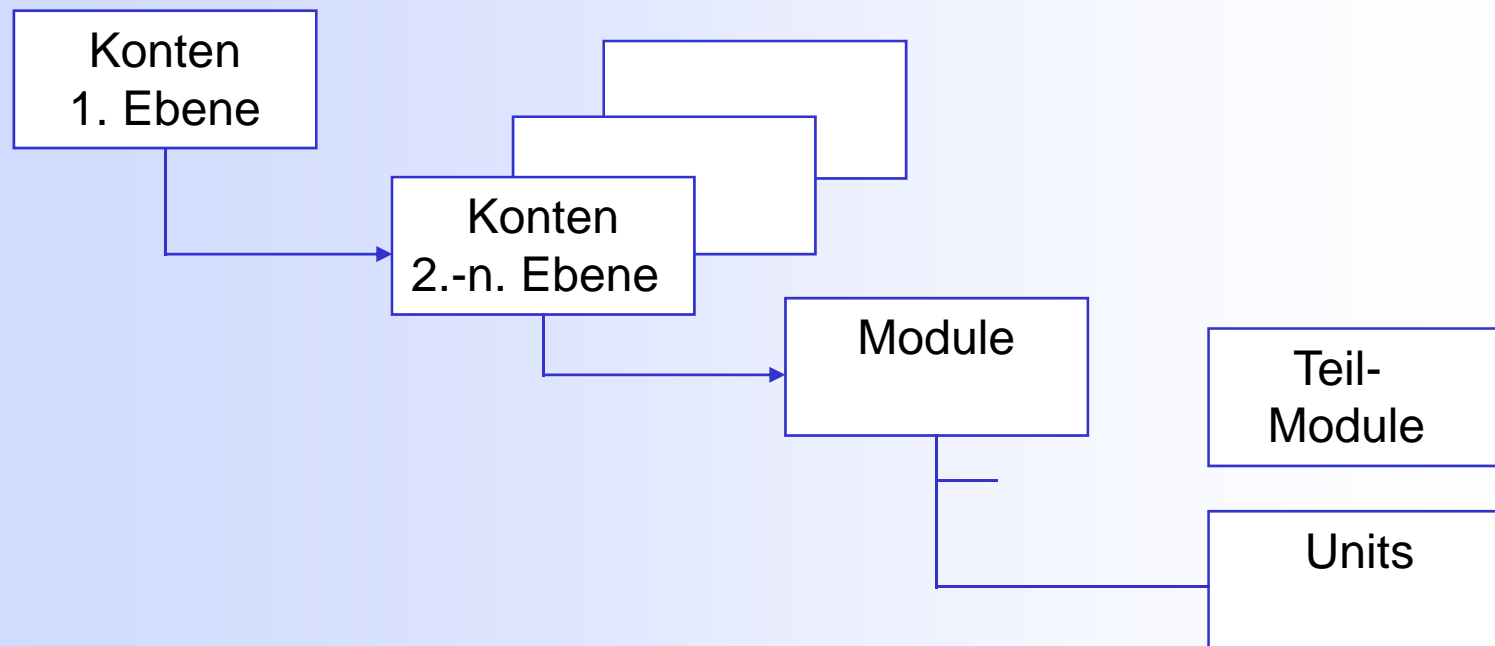 Konten
1. Ebene
Konten
2.-n. Ebene
Module
Teil-
Module
Units